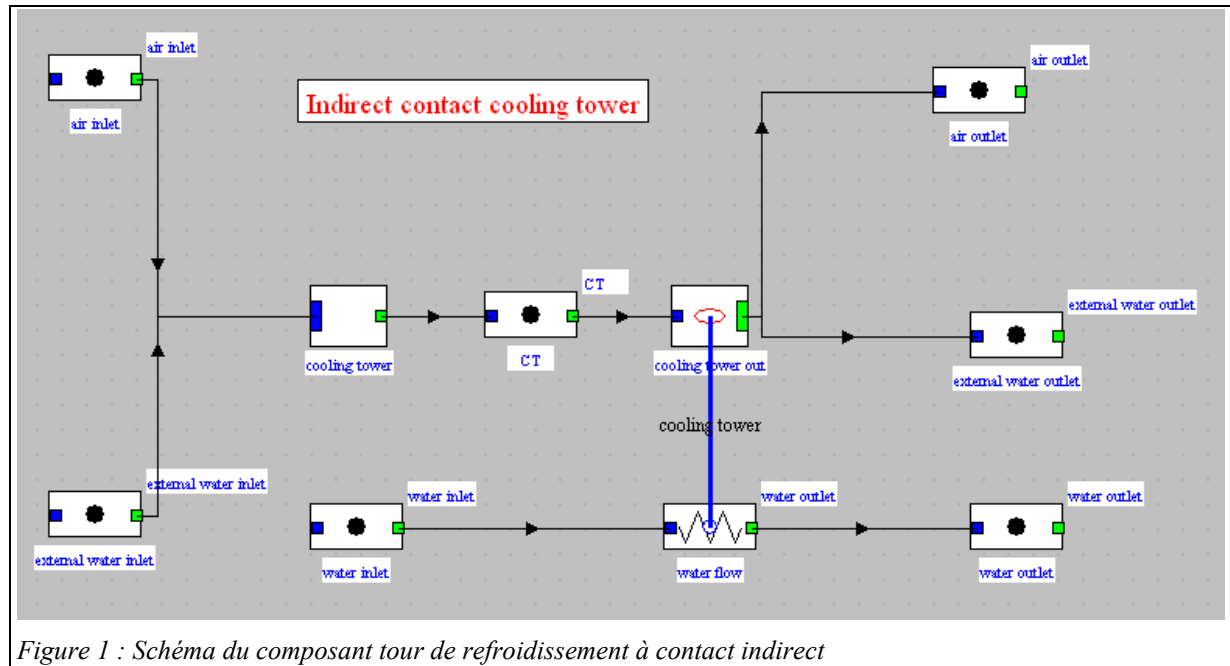 air inlet
air inlet
Indirect contact cooling tower
air outlet
air outlet
CT
external water outlet
cooling tower
CT
cooling tower out
external water outlet
cooling tower
external water inlet
water inlet
water outlet
water outlet
external water inlet
water inlet
water flow
water outlet
Figure 1 : Schéma du composant tour de refroidissement à contact indirect